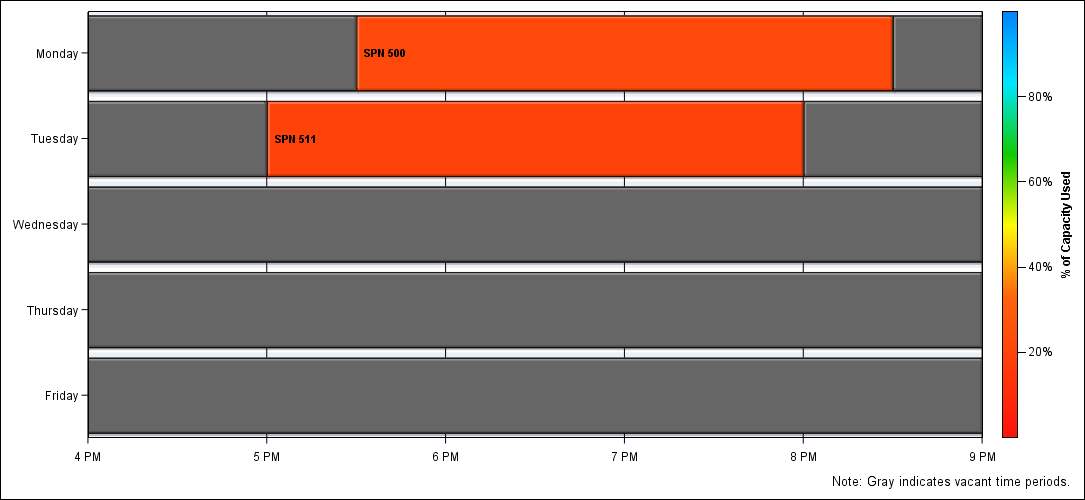 Monday
SPN 500
Tuesday
SPN 511
Wednesday
Thursday
Friday
4 PM
5 PM
6 PM
7 PM
8 PM
9 PM
80%
60%
40%
20%
% of Capacity Used
Note: Gray indicates vacant time periods.